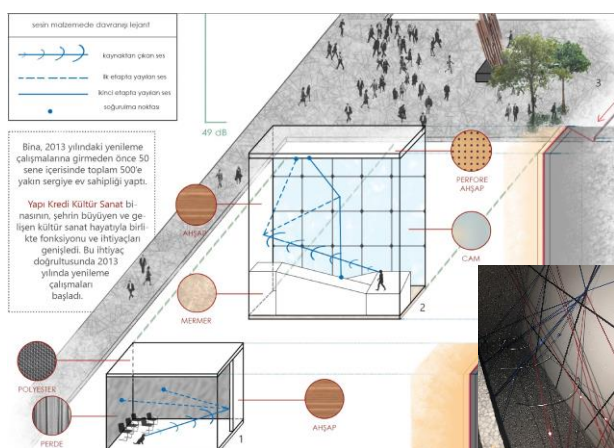 sesin malzemede davranışı lejant
kaynaktan çıkan ses
ilk etapta yayılan ses
ikinci etapta yayılan ses
soğurulma noktası
49 dB
3
Bina, 2013 yılındaki yenileme
çalışmalarına girmeden önce 50
sene içerisinde toplam 500'e
yakın sergiye ev sahipliği yaptı.
Yapı Kredi Kültür Sanat bi-
nasının, şehrin büyüyen ve ge-
lişen kültür sanat hayatıyla bir-
likte fonksiyonu ve ihtiyaçları
genişledi. Bu ihtiyaç
doğrultusunda 2013
yılında yenileme
çalışmaları
başladı.
PERFORE
AHŞAP
AHŞAP
CAM
MERMER
2
POLYESTER
PERDE
1
AHŞAP